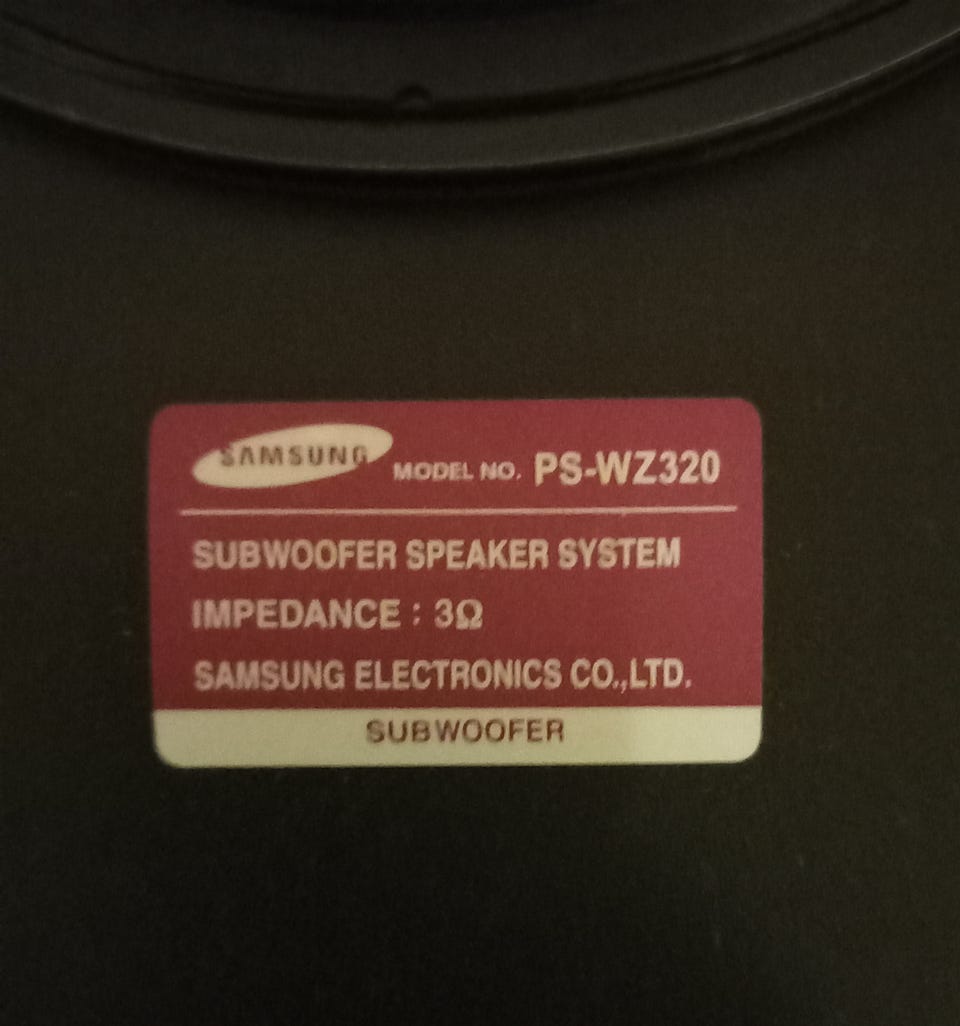 SAMSUNG MODEL NO. PS-WZ320
SUBWOOFER SPEAKER SYSTEM
IMPEDANCE : 3Ω
SAMSUNG ELECTRONICS CO.,LTD.
SUBWOOFER